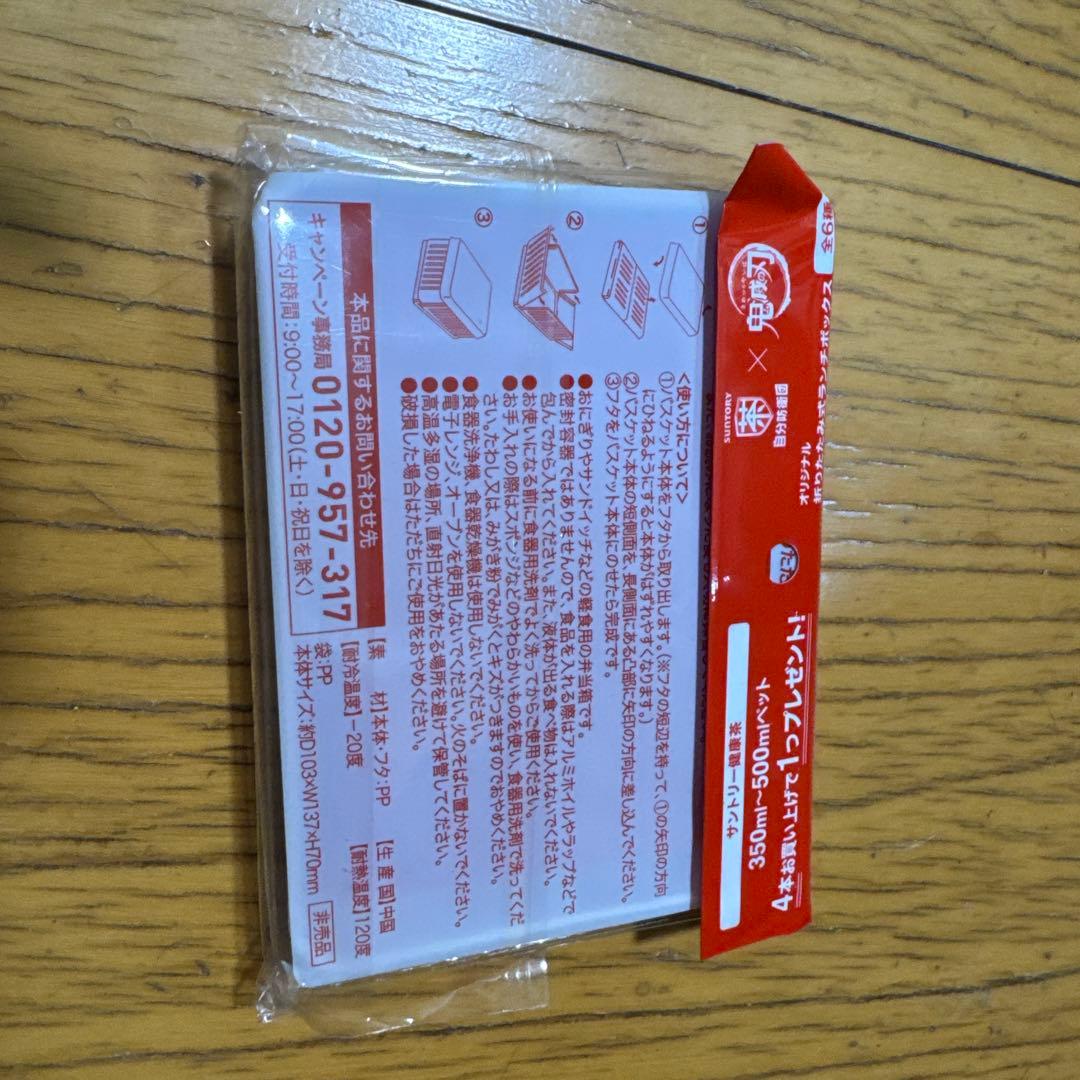 全6種
鬼滅の刃
×
SUNTORY
茶
自分防衛団
オリジナル
折りたたみ式ランチボックス
サントリー健康茶
350ml〜500mlペット
4本お買い上げで1つプレゼント!
①
②
③
<使い方について>
①バスケット本体をフタから取り出します。(※フタの短辺を持って、①の矢印の方向
にひねるようにすると本体がはずれやすくなります。)
②バスケット本体の短側面を、長側面にある凸部に矢印の方向に差し込んでください。
③フタをバスケット本体にのせたら完成です。
●おにぎりやサンドイッチなどの軽食用の弁当箱です。
●密封容器ではありませんので、食品を入れる際はアルミホイルやラップなどで
包んでから入れてください。また、液体が出る食べ物は入れないでください。
●お使いになる前に食器用洗剤でよく洗ってからご使用ください。
●お手入れの際はスポンジなどのやわらかいものを使い、食器用洗剤で洗ってくだ
さい。たわし又は、みがき粉でみがくとキズがつきますのでおやめください。
●食器洗浄機、食器乾燥機は使用しないでください。
●電子レンジ、オーブンを使用しないでください。火のそばに置かないでください。
●高温多湿の場所、直射日光があたる場所を避けて保管してください。
●破損した場合はただちにご使用をおやめください。
本品に関するお問い合わせ先
キャンペーン事務局 0120-957-317
受付時間:9:00〜17:00(土・日・祝日を除く)
【素 材】本体・フタ:PP 【生産国】中国
【耐冷温度】−20度 【耐熱温度】120度
袋:PP
本体サイズ:約D103×W137×H70mm 非売品